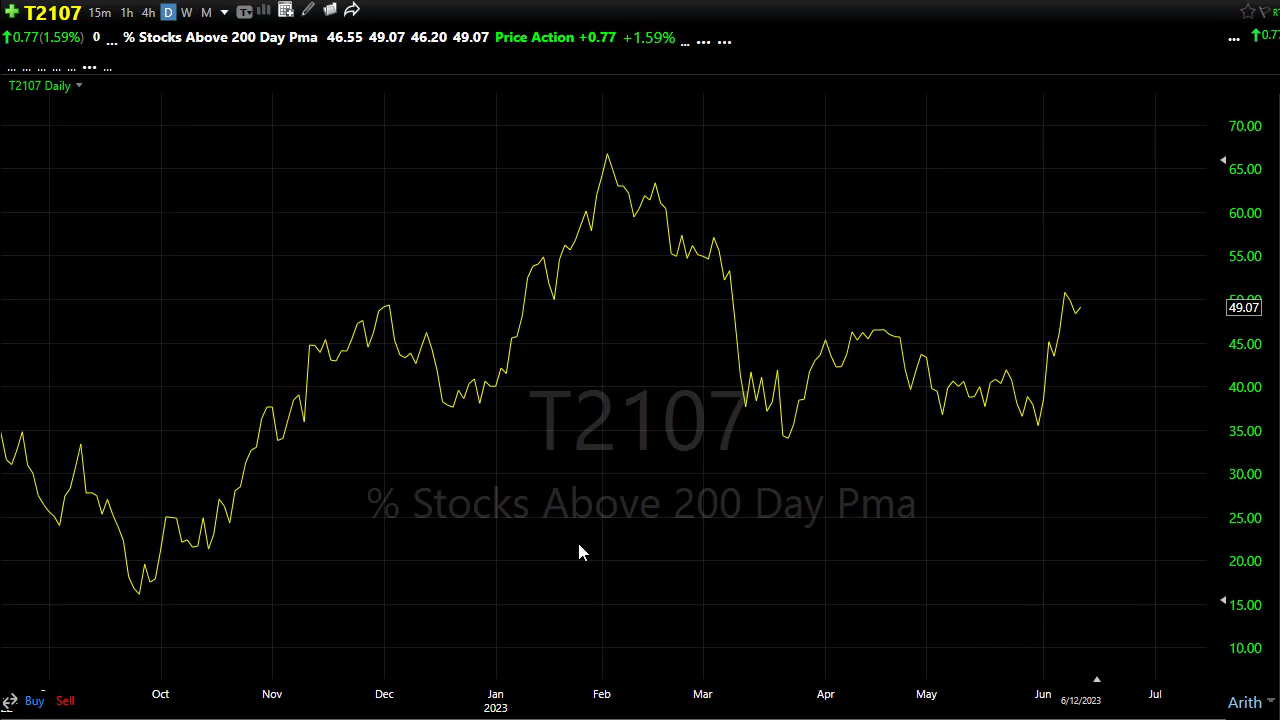 T2107 15m 1h 4h D W M
0.77(1.59%) 0 ... % Stocks Above 200 Day Pma 46.55 49.07 46.20 49.07 Price Action +0.77 +1.59% ... ... ... ... 0.77
... ... ... ... ... ... ...
T2107 Daily
70.00
65.00
60.00
55.00
50.00
49.07
45.00
40.00
35.00
30.00
25.00
20.00
15.00
10.00
T2107
% Stocks Above 200 Day Pma
Buy Sell
Oct Nov Dec Jan Feb Mar Apr May Jun Jul
2023 6/12/2023
Arith